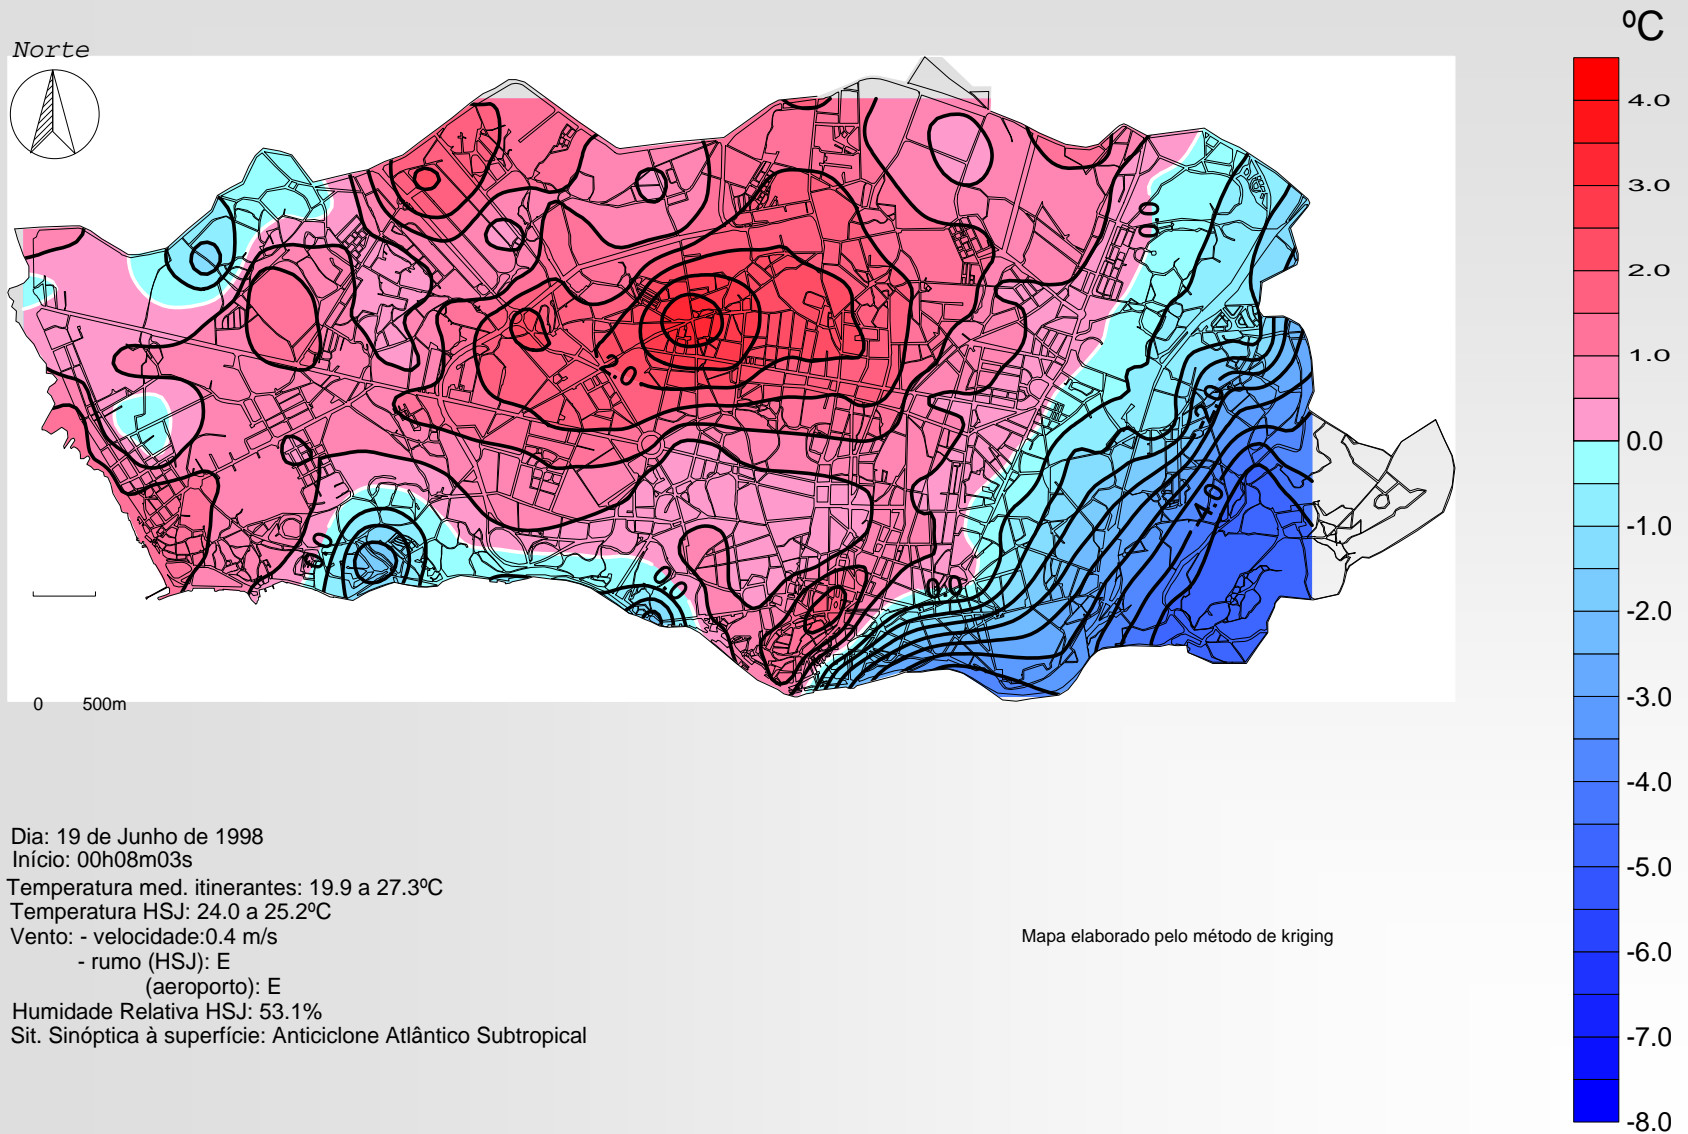 ºC
Norte
4.0
3.0
2.0
1.0
0.0
-1.0
-2.0
-3.0
-4.0
-5.0
-6.0
-7.0
-8.0
0.0
2.0
-2.0
-4.0
0.0
0.0
0.0
0 500m
Dia: 19 de Junho de 1998
Início: 00h08m03s
Temperatura med. itinerantes: 19.9 a 27.3ºC
Temperatura HSJ: 24.0 a 25.2ºC
Vento: - velocidade:0.4 m/s
- rumo (HSJ): E
(aeroporto): E
Humidade Relativa HSJ: 53.1%
Sit. Sinóptica à superfície: Anticiclone Atlântico Subtropical
Mapa elaborado pelo método de kriging